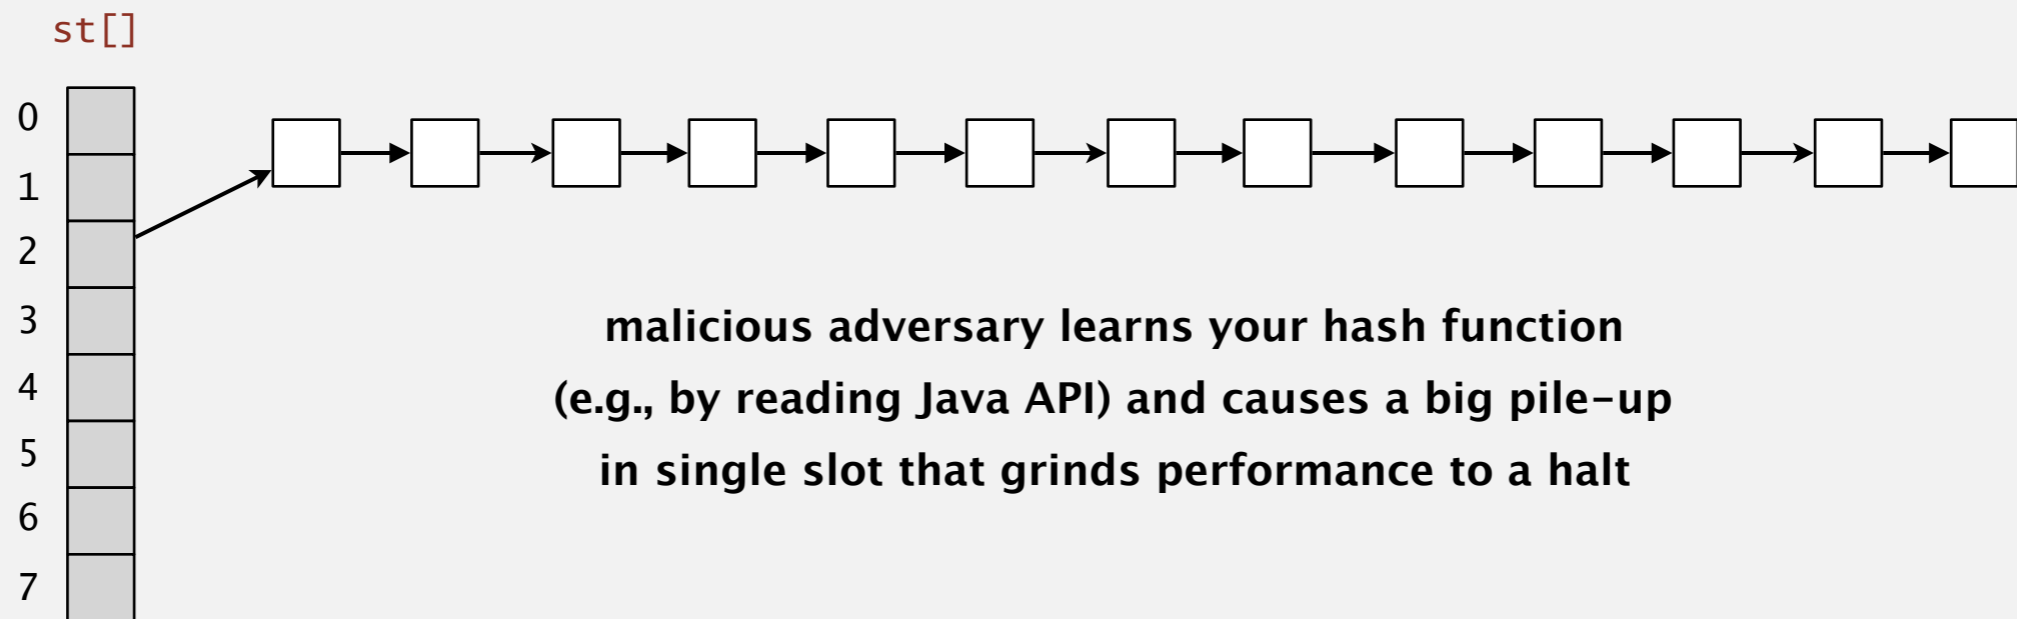 st[]
0
1
2
3
4
5
6
7
malicious adversary learns your hash function
(e.g., by reading Java API) and causes a big pile-up
in single slot that grinds performance to a halt